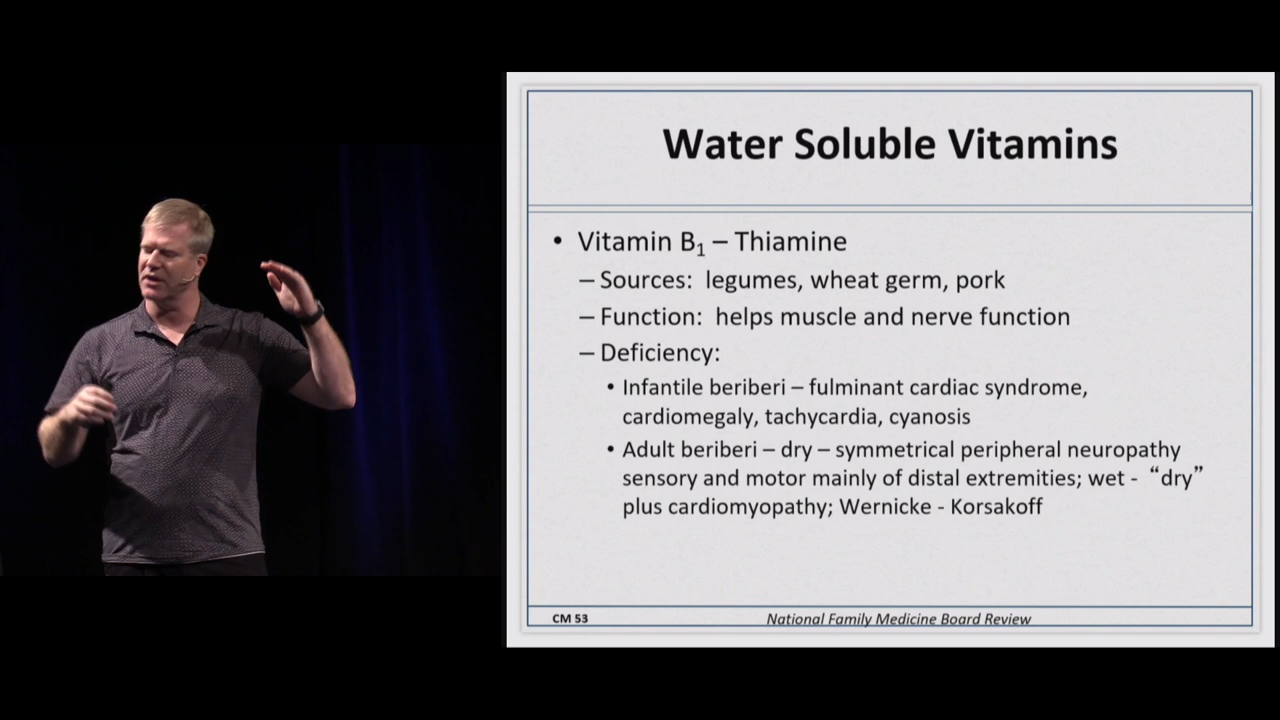 Water Soluble Vitamins
• Vitamin B₁ – Thiamine
– Sources: legumes, wheat germ, pork
– Function: helps muscle and nerve function
– Deficiency:
• Infantile beriberi – fulminant cardiac syndrome,
cardiomegaly, tachycardia, cyanosis
• Adult beriberi – dry – symmetrical peripheral neuropathy
sensory and motor mainly of distal extremities; wet - “dry”
plus cardiomyopathy; Wernicke - Korsakoff
CM 53
National Family Medicine Board Review